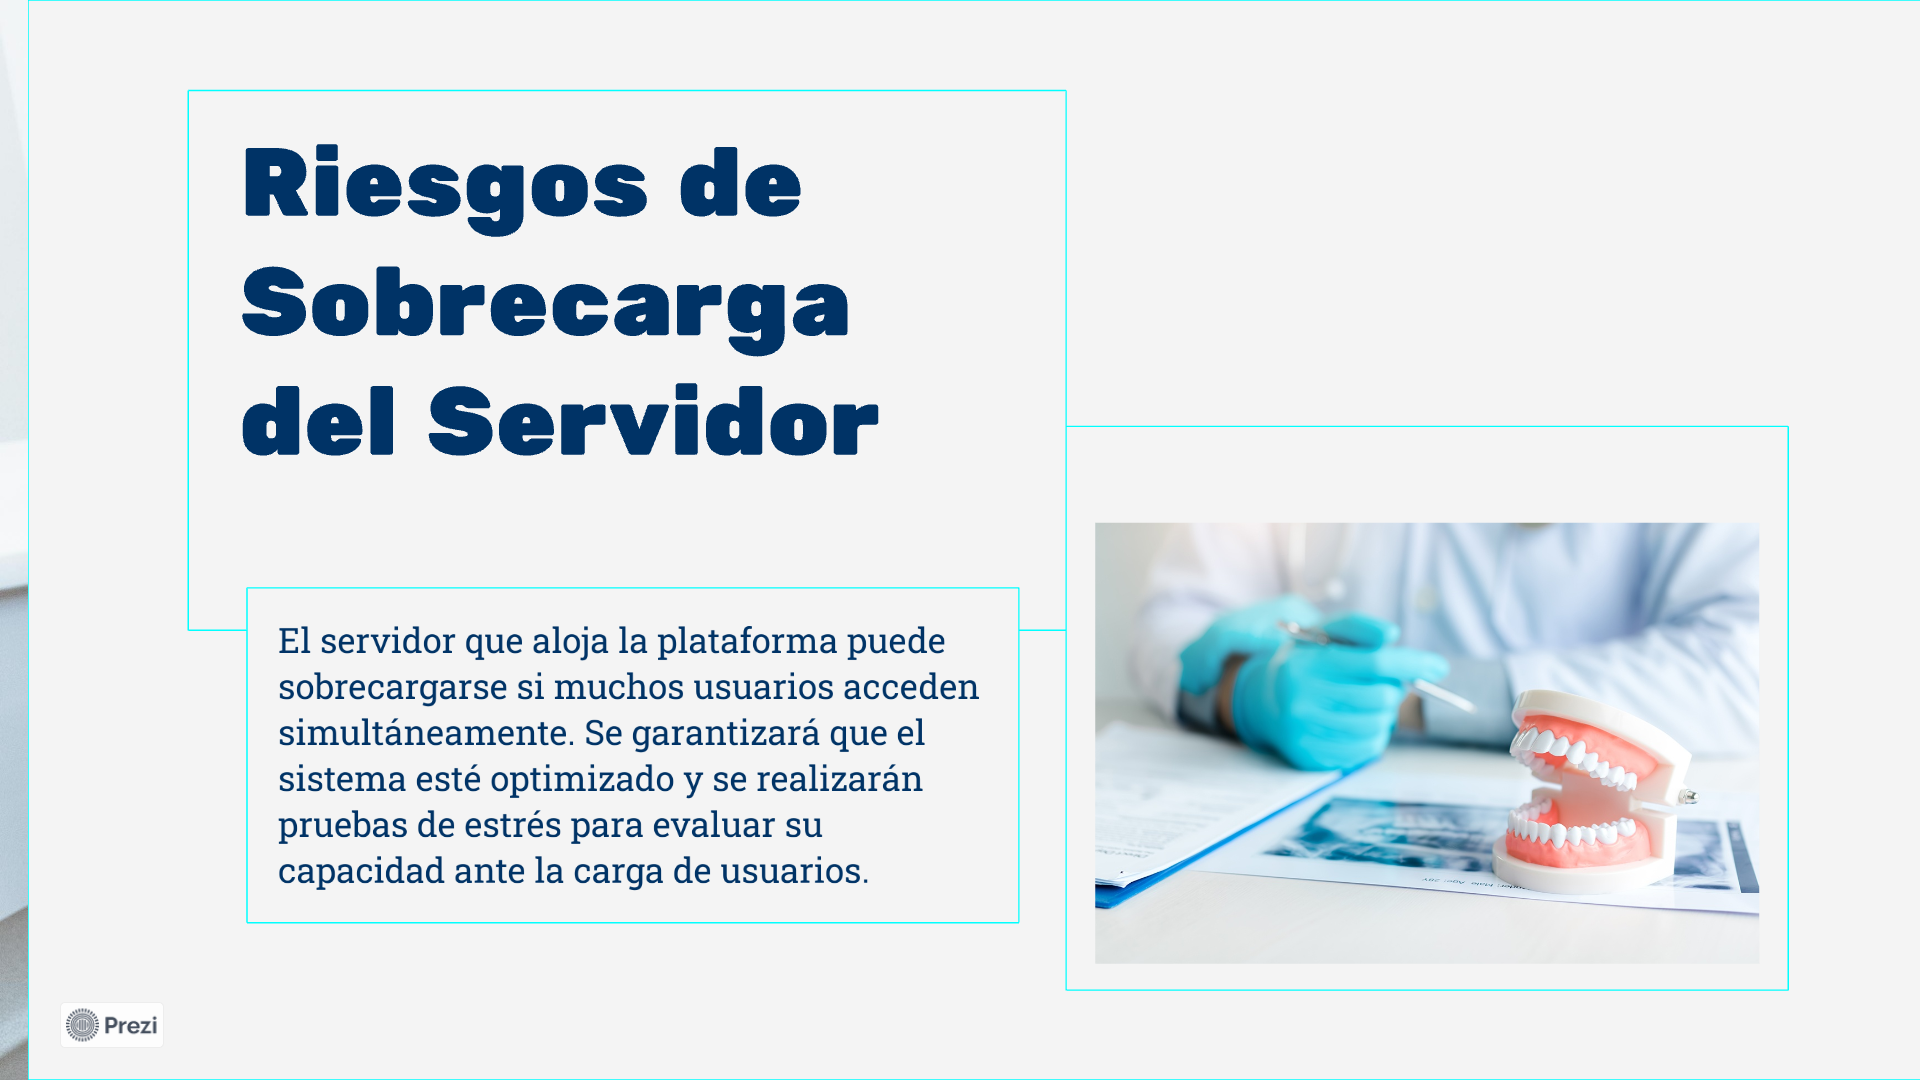 Riesgos de
Sobrecarga
del Servidor
El servidor que aloja la plataforma puede
sobrecargarse si muchos usuarios acceden
simultáneamente. Se garantizará que el
sistema esté optimizado y se realizarán
pruebas de estrés para evaluar su
capacidad ante la carga de usuarios.
Prezi